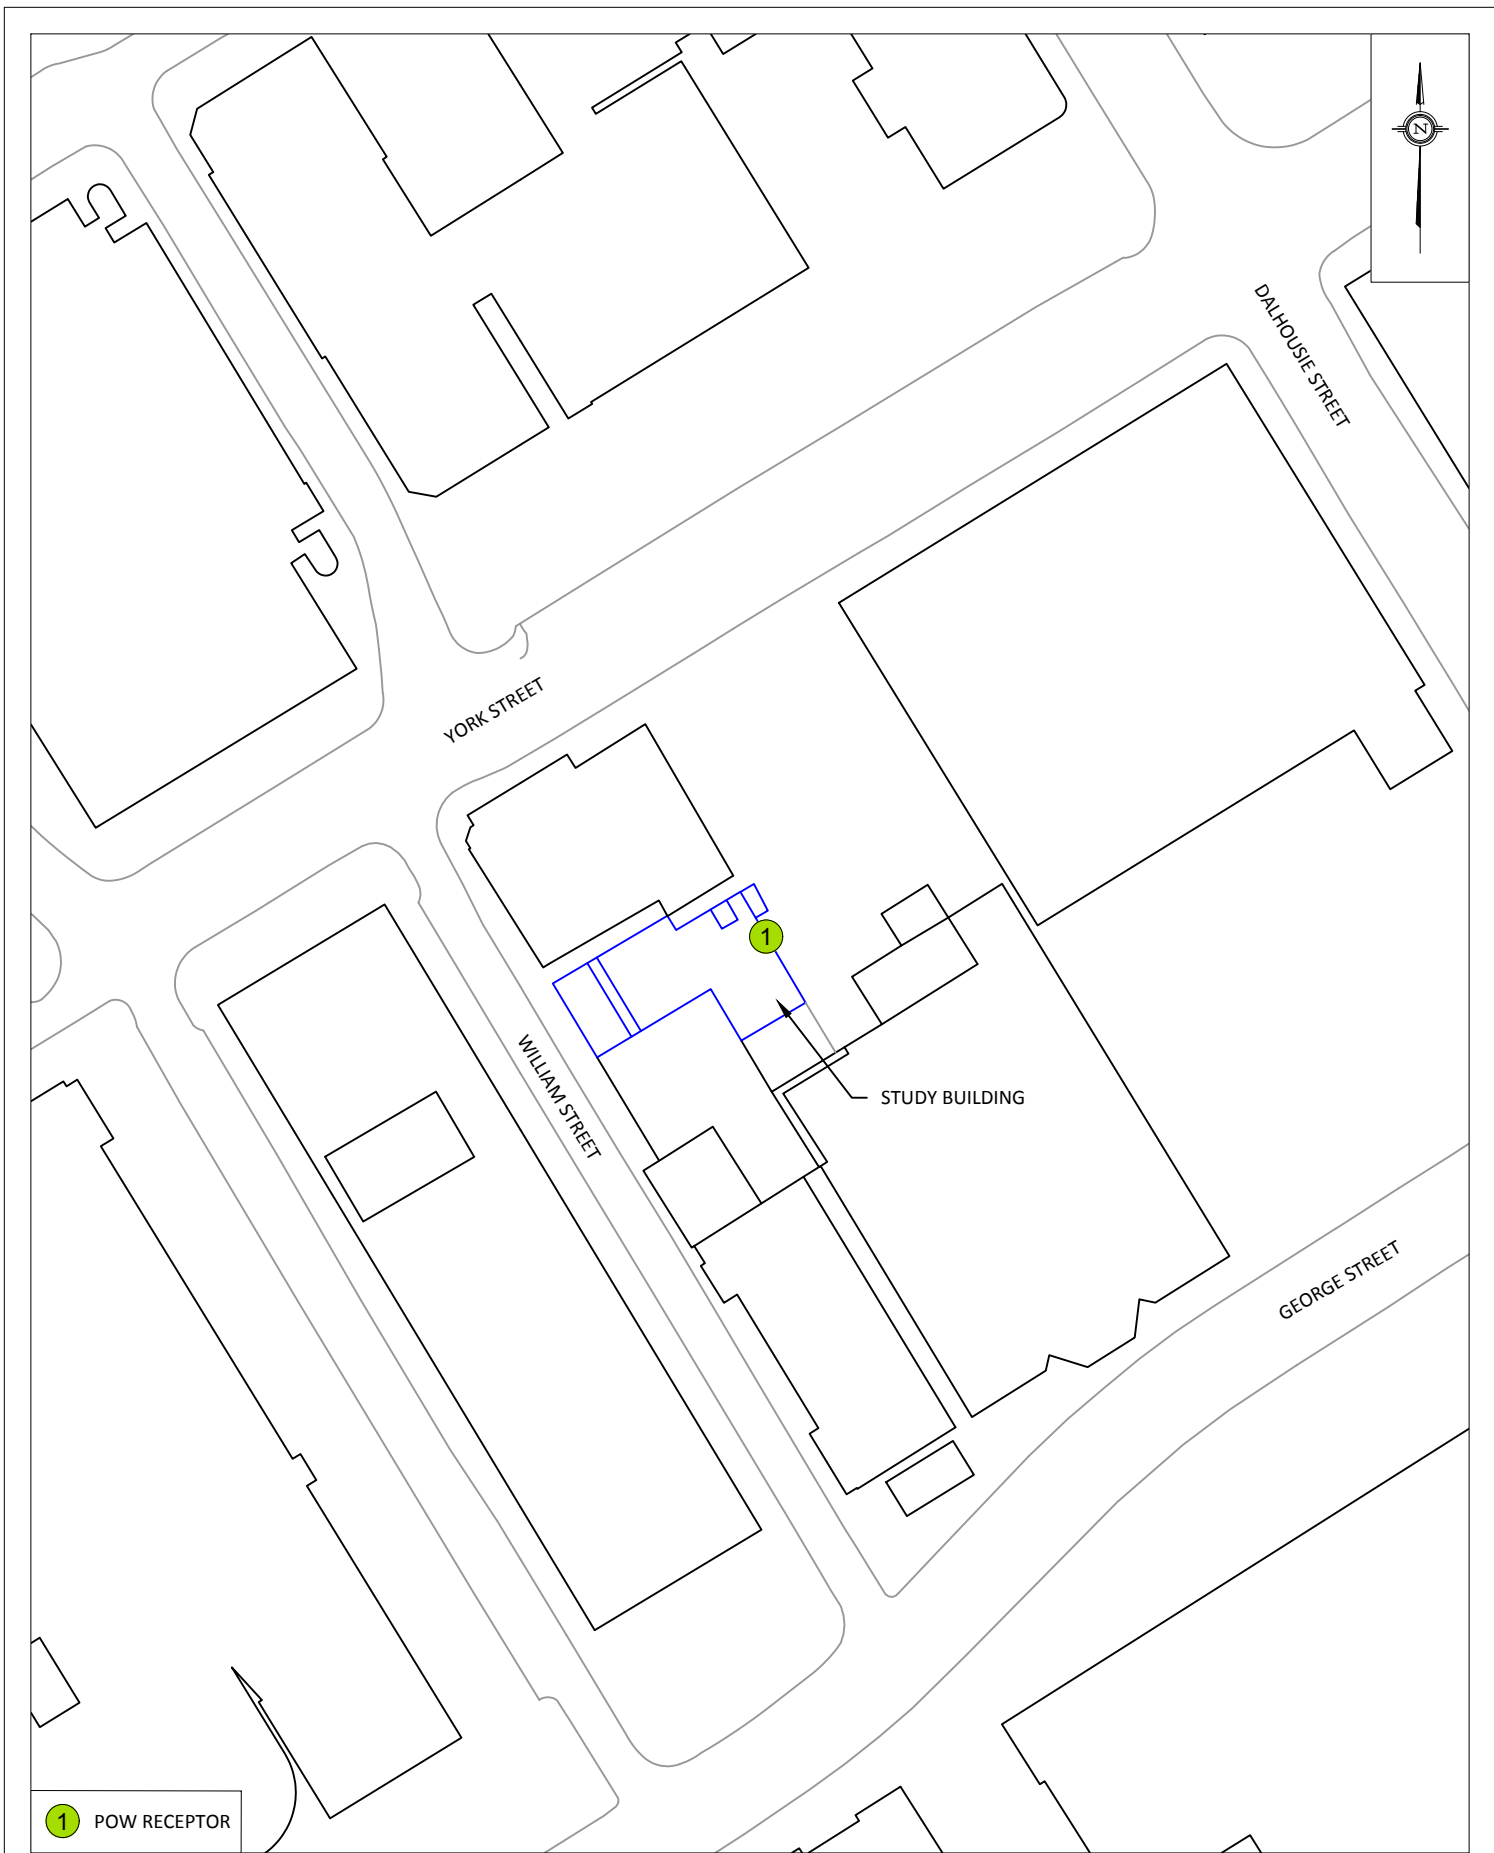 N
DALHOUSIE STREET
YORK STREET
1
WILLIAM STREET
STUDY BUILDING
GEORGE STREET
1 POW RECEPTOR